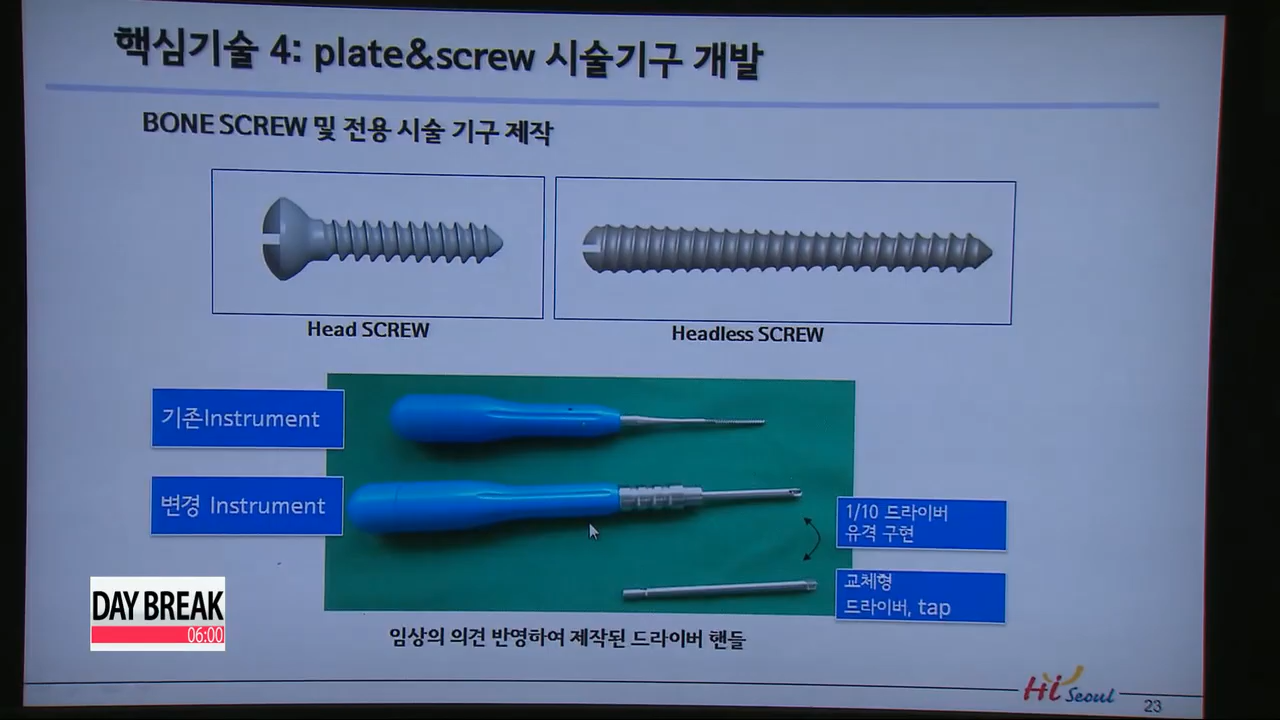 핵심기술 4: plate&screw 시술기구 개발
BONE SCREW 및 전용 시술 기구 제작
Head SCREW
Headless SCREW
기존Instrument
변경 Instrument
1/10 드라이버
유격 구현
교체형
드라이버, tap
임상의 의견 반영하여 제작된 드라이버 핸들
DAY BREAK
06:00
Hi Seoul
23